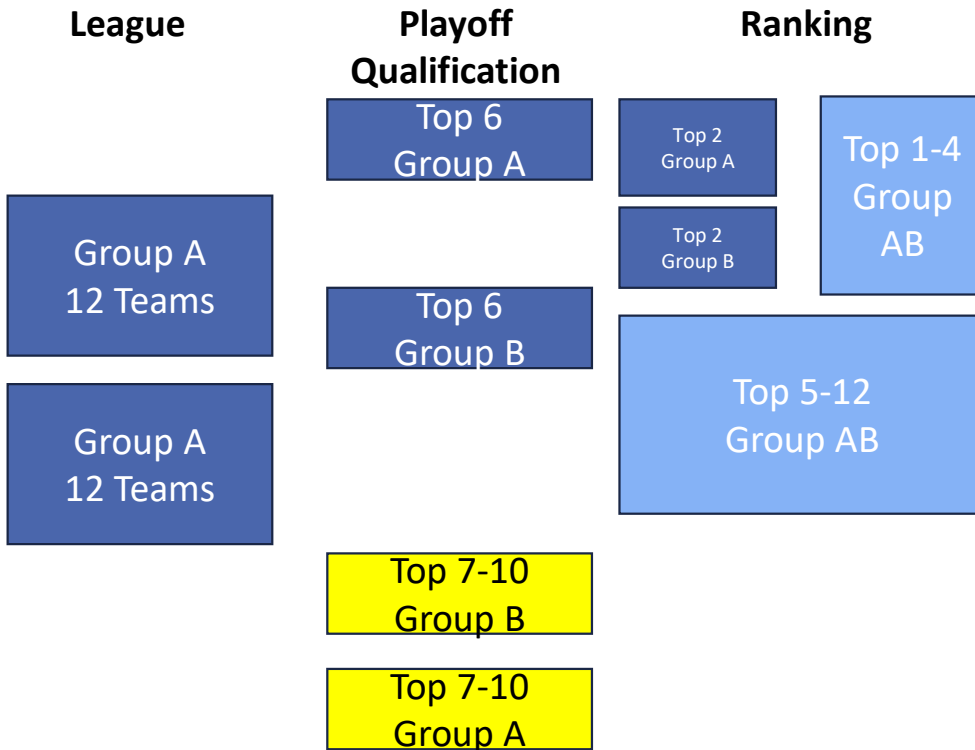 League
Playoff
Qualification
Ranking
Group A
12 Teams
Group A
12 Teams
Top 6
Group A
Top 6
Group B
Top 7-10
Group B
Top 7-10
Group A
Top 2
Group A
Top 2
Group B
Top 1-4
Group
AB
Top 5-12
Group AB